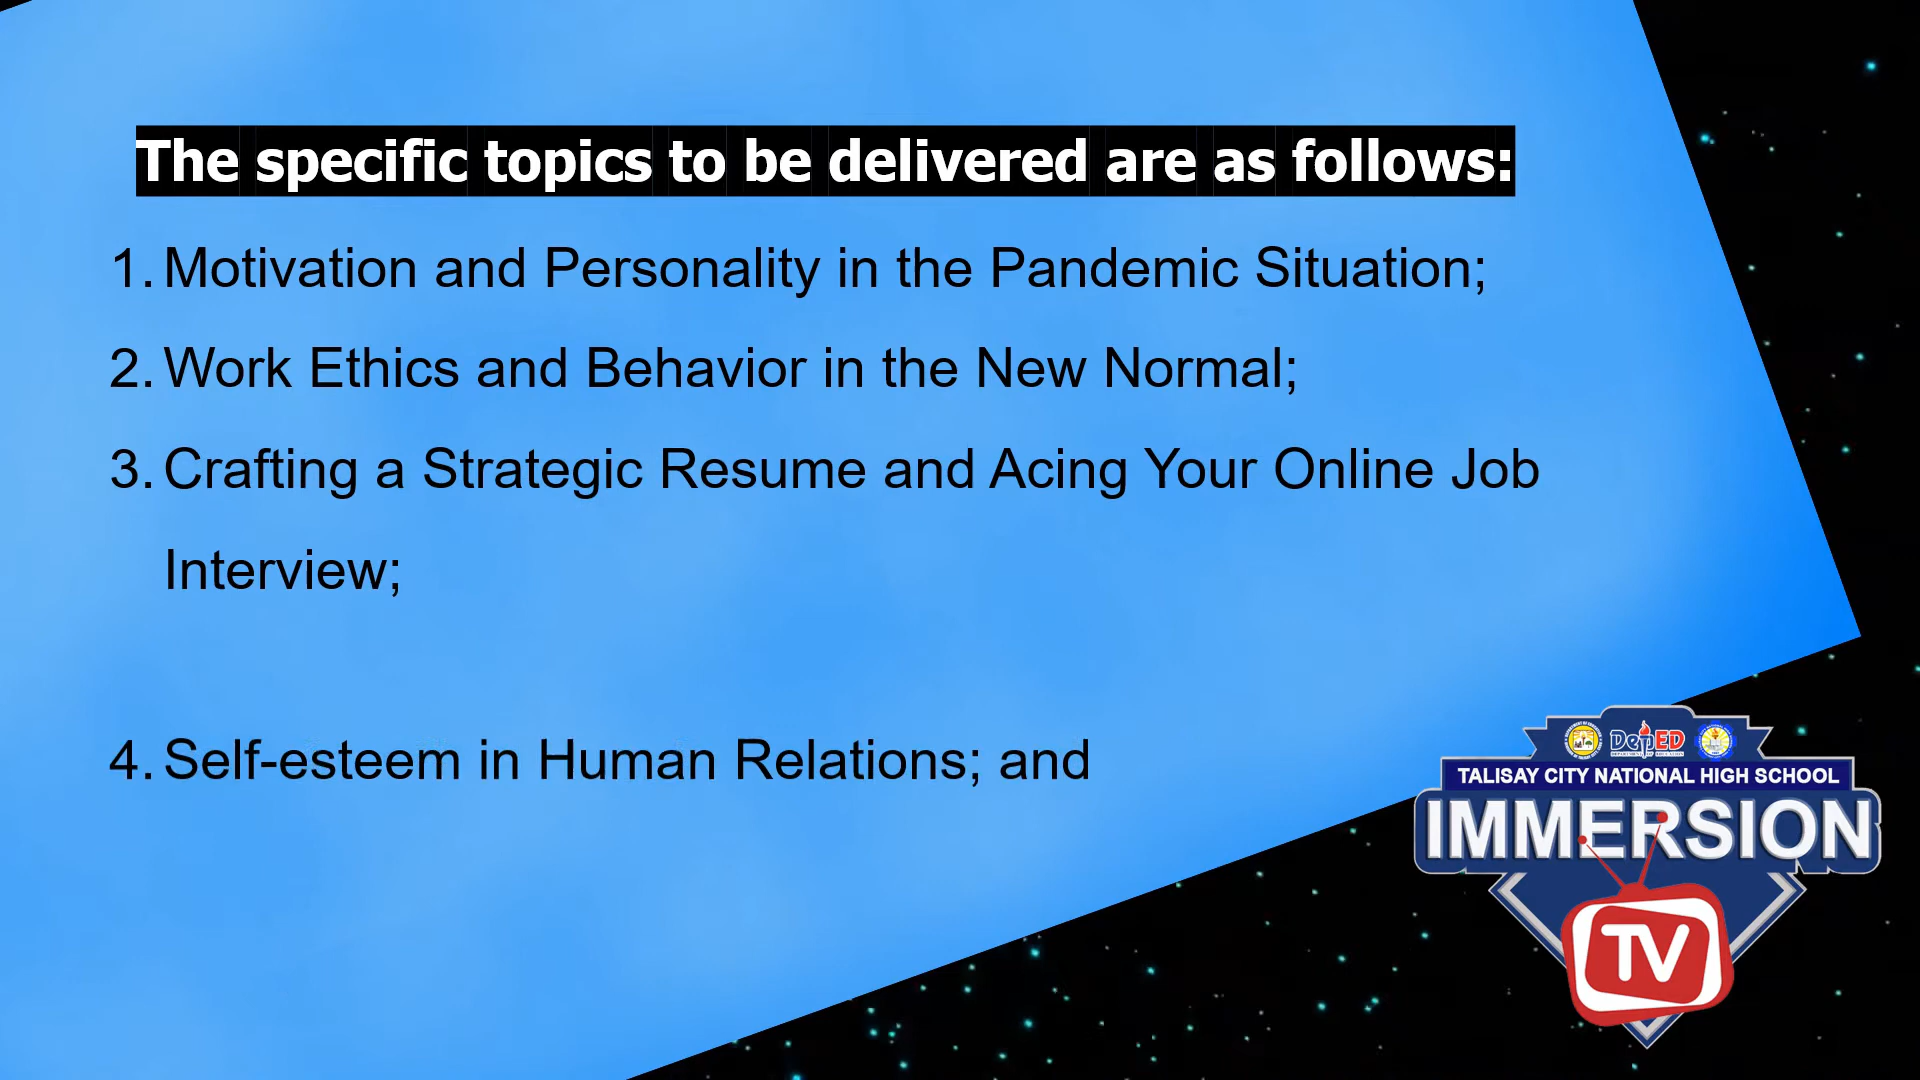 The specific topics to be delivered are as follows:
1. Motivation and Personality in the Pandemic Situation;
2. Work Ethics and Behavior in the New Normal;
3. Crafting a Strategic Resume and Acing Your Online Job
Interview;
4. Self-esteem in Human Relations; and
DepED
TALISAY CITY NATIONAL HIGH SCHOOL
IMMERSION
TV